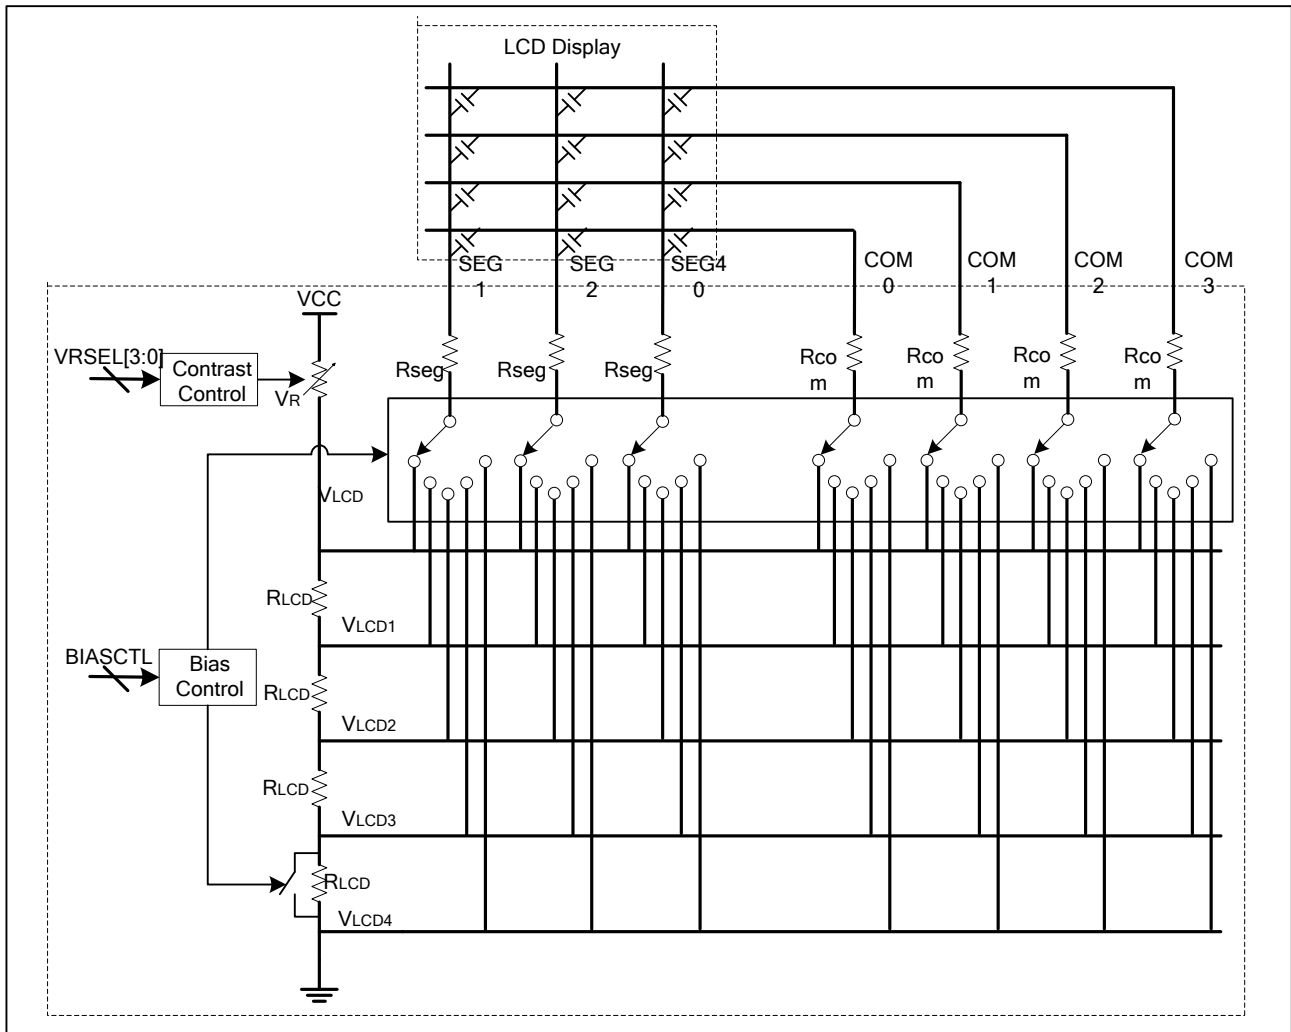 LCD Display
SEG
1
SEG
2
SEG4
0
COM
0
COM
1
COM
2
COM
3
VCC
VRSEL[3:0]
Contrast
Control
VR
Rseg
Rseg
Rseg
Rco
m
Rco
m
Rco
m
Rco
m
VLCD
RLCD
VLCD1
BIASCTL
Bias
Control
RLCD
VLCD2
RLCD
VLCD3
RLCD
VLCD4